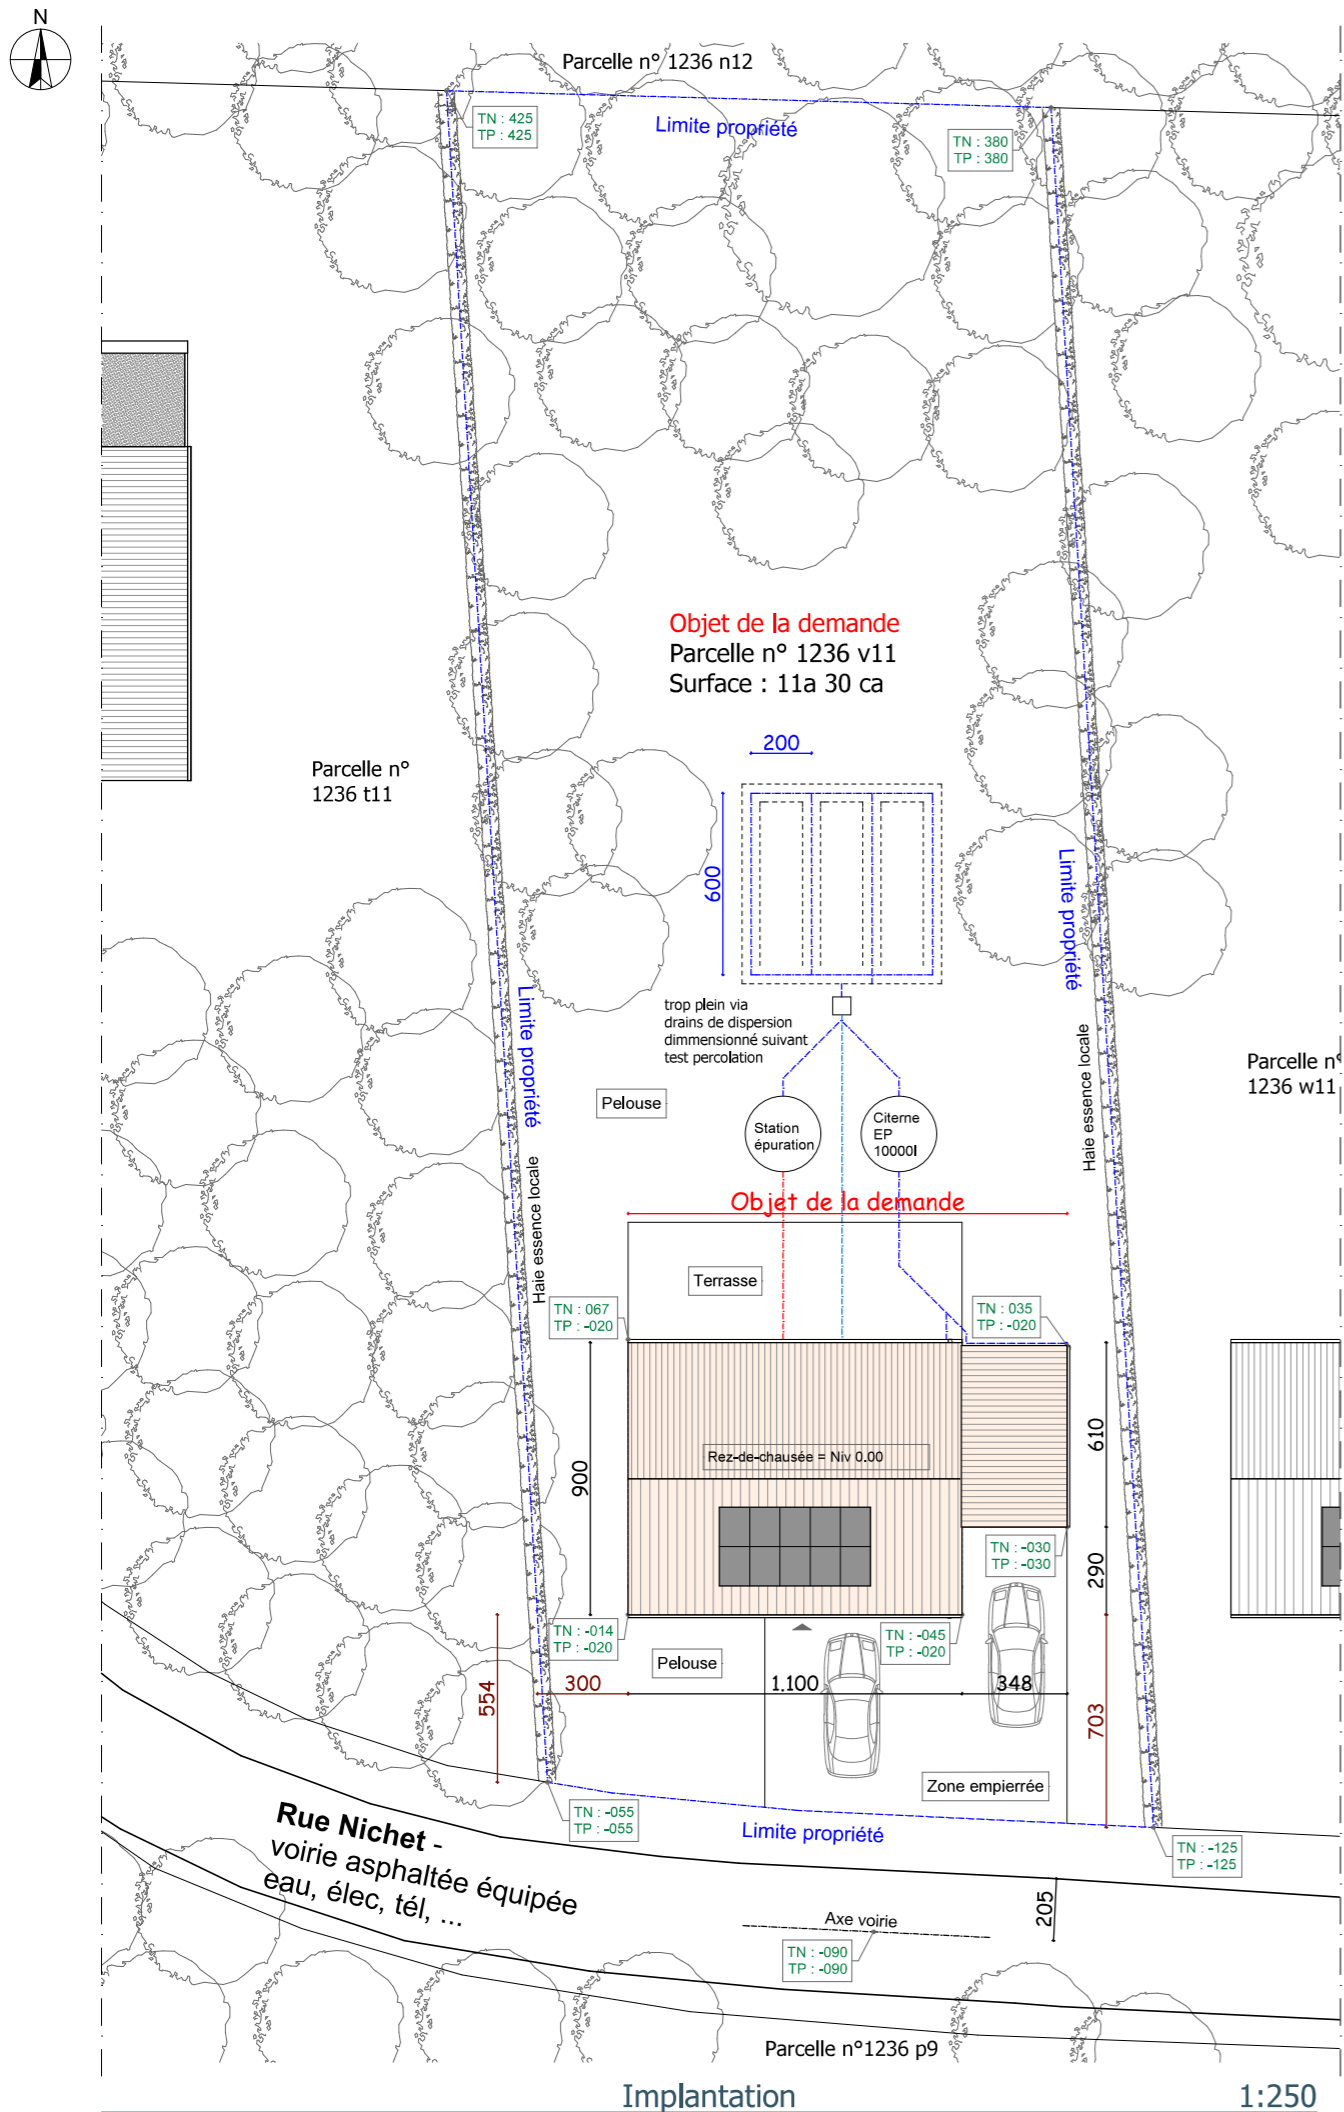 N
Parcelle n° 1236 n12
TN : 425
TP : 425
Limite propriété
TN : 380
TP : 380
Objet de la demande
Parcelle n° 1236 v11
Surface : 11a 30 ca
200
Parcelle n°
1236 t11
600
Limite propriété
Limite propriété
trop plein via
drains de dispersion
dimmensionné suivant
test percolation
Haie essence locale
Parcelle n°
1236 w11
Pelouse
Station
épuration
Citerne
EP
10000l
Haie essence locale
Objet de la demande
Terrasse
TN : 067
TP : -020
TN : 035
TP : -020
610
900
Rez-de-chausée = Niv 0.00
TN : -030
TP : -030
290
TN : -014
TP : -020
TN : -045
TP : -020
Pelouse
554
300
1.100
348
703
Zone empierrée
TN : -055
TP : -055
Limite propriété
TN : -125
TP : -125
Rue Nichet -
voirie asphaltée équipée
eau, élec, tél, ...
205
Axe voirie
TN : -090
TP : -090
Parcelle n°1236 p9
Implantation
1:250